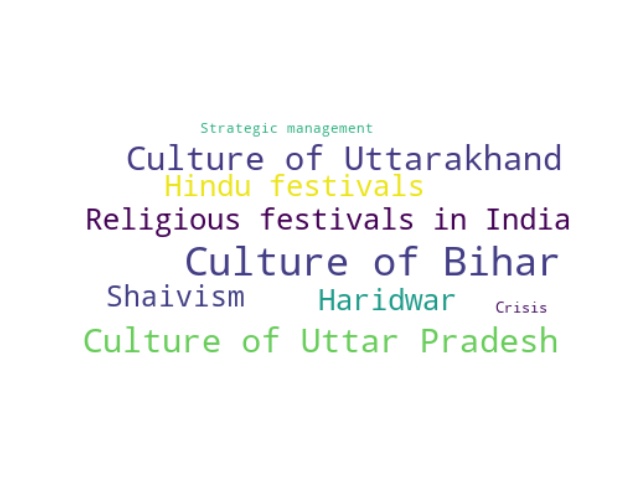 Strategic management
Culture of Uttarakhand
Hindu festivals
Religious festivals in India
Culture of Bihar
Shaivism
Haridwar
Crisis
Culture of Uttar Pradesh